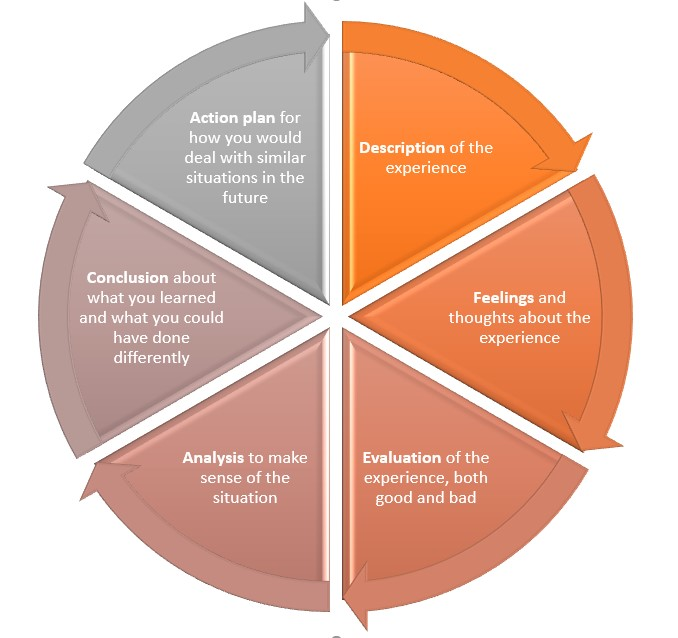 Description of the
experience
Feelings and
thoughts about the
experience
Evaluation of the
experience, both
good and bad
Analysis to make
sense of the
situation
Conclusion about
what you learned
and what you could
have done
differently
Action plan for
how you would
deal with similar
situations in the
future